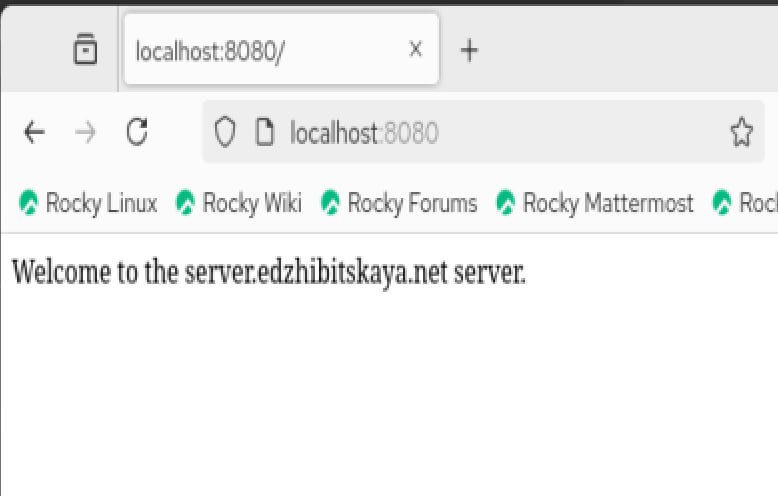 localhost:8080/
localhost:8080
Rocky Linux Rocky Wiki Rocky Forums Rocky Mattermost Rock
Welcome to the server.edzhibitskaya.net server.